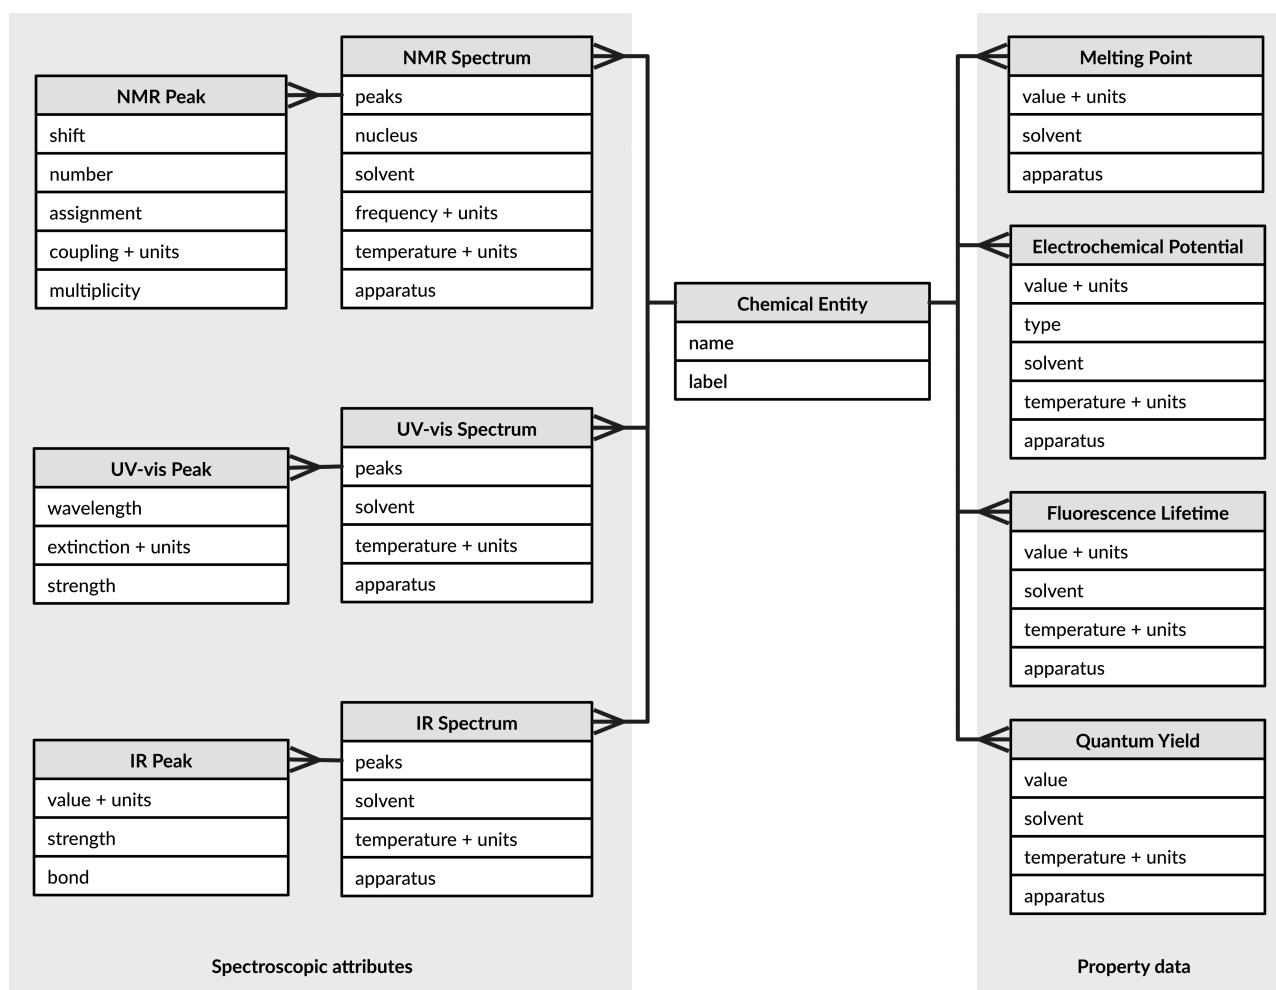 NMR Peak
shift
number
assignment
coupling + units
multiplicity
NMR Spectrum
peaks
nucleus
solvent
frequency + units
temperature + units
apparatus
UV-vis Peak
wavelength
extinction + units
strength
UV-vis Spectrum
peaks
solvent
temperature + units
apparatus
IR Peak
value + units
strength
bond
IR Spectrum
peaks
solvent
temperature + units
apparatus
Spectroscopic attributes
Chemical Entity
name
label
Melting Point
value + units
solvent
apparatus
Electrochemical Potential
value + units
type
solvent
temperature + units
apparatus
Fluorescence Lifetime
value + units
solvent
temperature + units
apparatus
Quantum Yield
value
solvent
temperature + units
apparatus
Property data